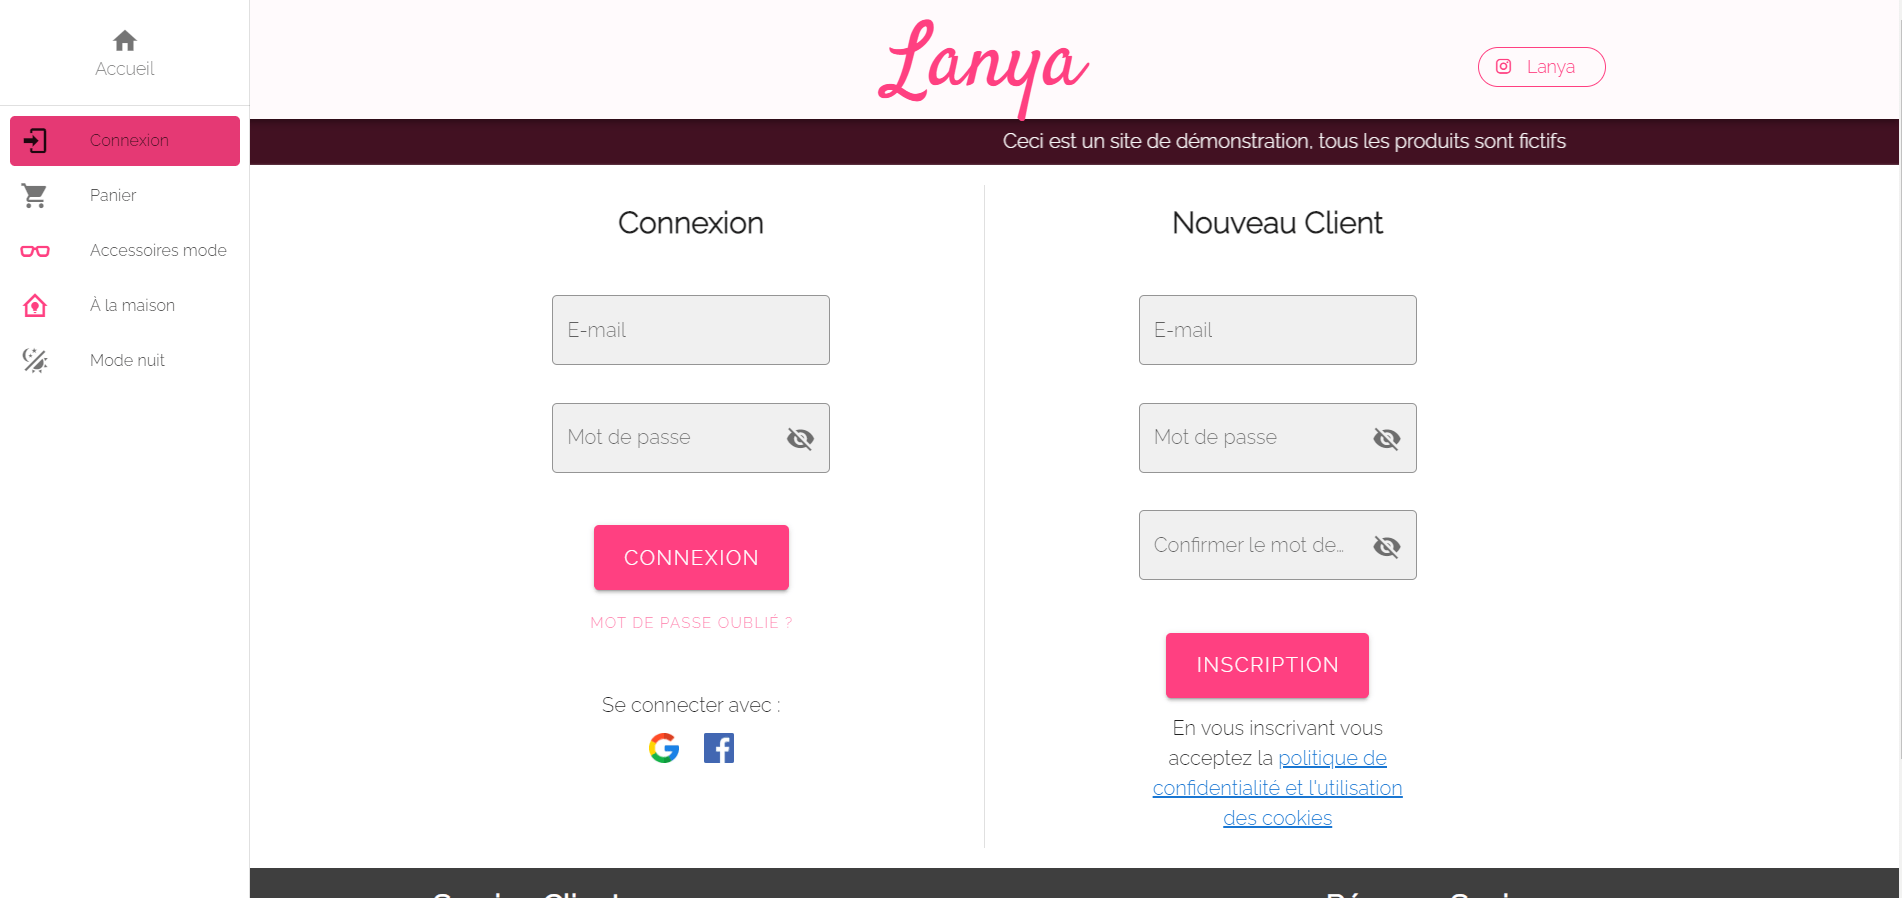 Accueil
Connexion
Panier
Accessoires mode
À la maison
Mode nuit
Lanya
Lanya
Ceci est un site de démonstration, tous les produits sont fictifs
Connexion
E-mail
Mot de passe
CONNEXION
MOT DE PASSE OUBLIÉ ?
Se connecter avec :
Nouveau Client
E-mail
Mot de passe
Confirmer le mot de...
INSCRIPTION
En vous inscrivant vous
acceptez la politique de
confidentialité et l'utilisation
des cookies